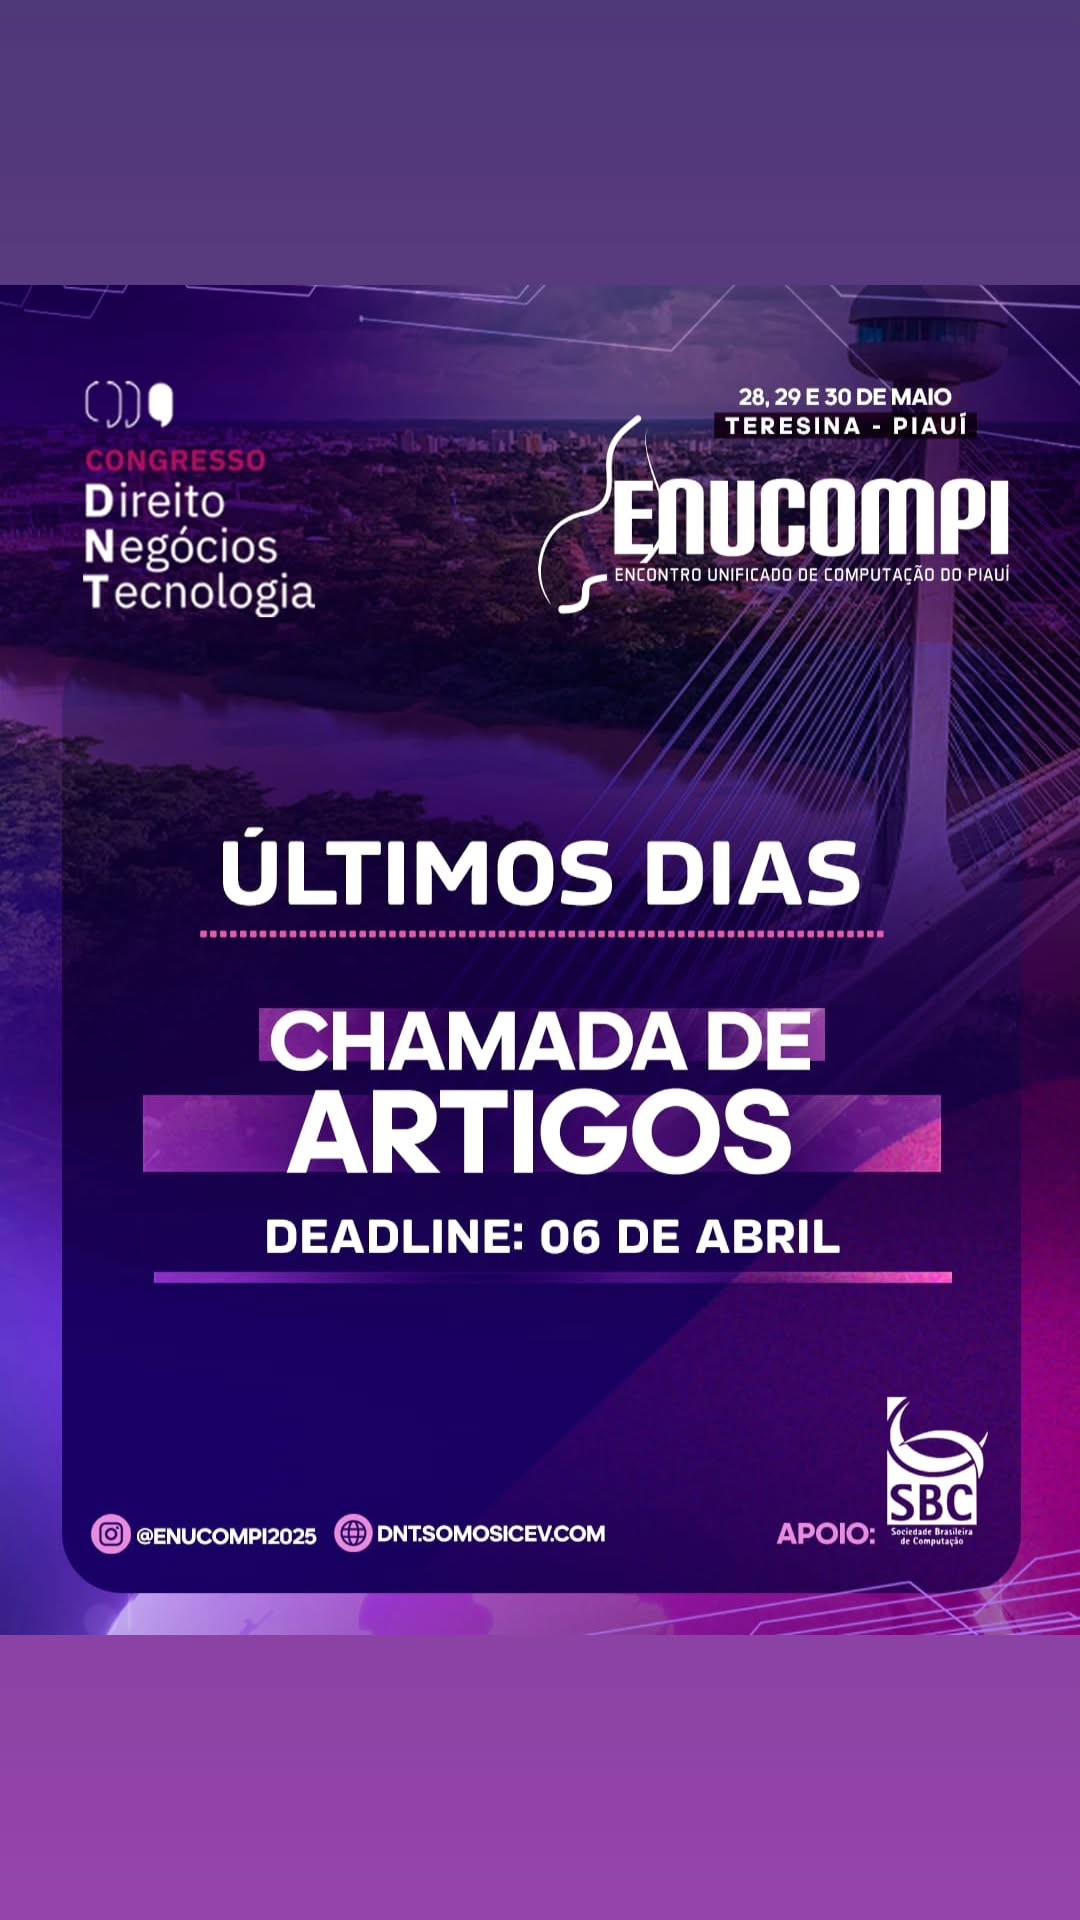 CONGRESSO
Direito
Negócios
Tecnologia
28, 29 E 30 DE MAIO
TERESINA - PIAUÍ
ENUCOMPI
ENCONTRO UNIFICADO DE COMPUTAÇÃO DO PIAUÍ
ÚLTIMOS DIAS
CHAMADA DE
ARTIGOS
DEADLINE: 06 DE ABRIL
@ENUCOMPI2025
DNT.SOMOSICEV.COM
APOIO:
SBC
Sociedade Brasileira
de Computação